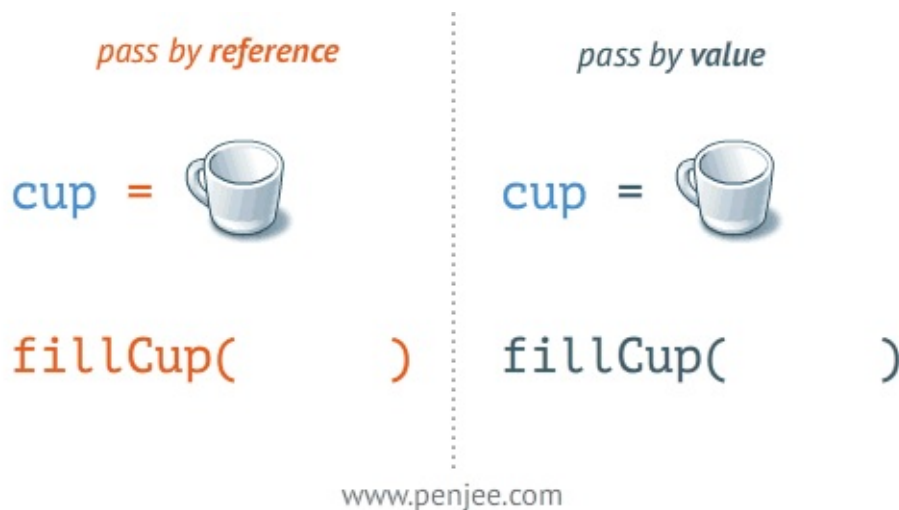 pass by reference
cup =
fillCup( )
pass by value
cup =
fillCup( )
www.penjee.com